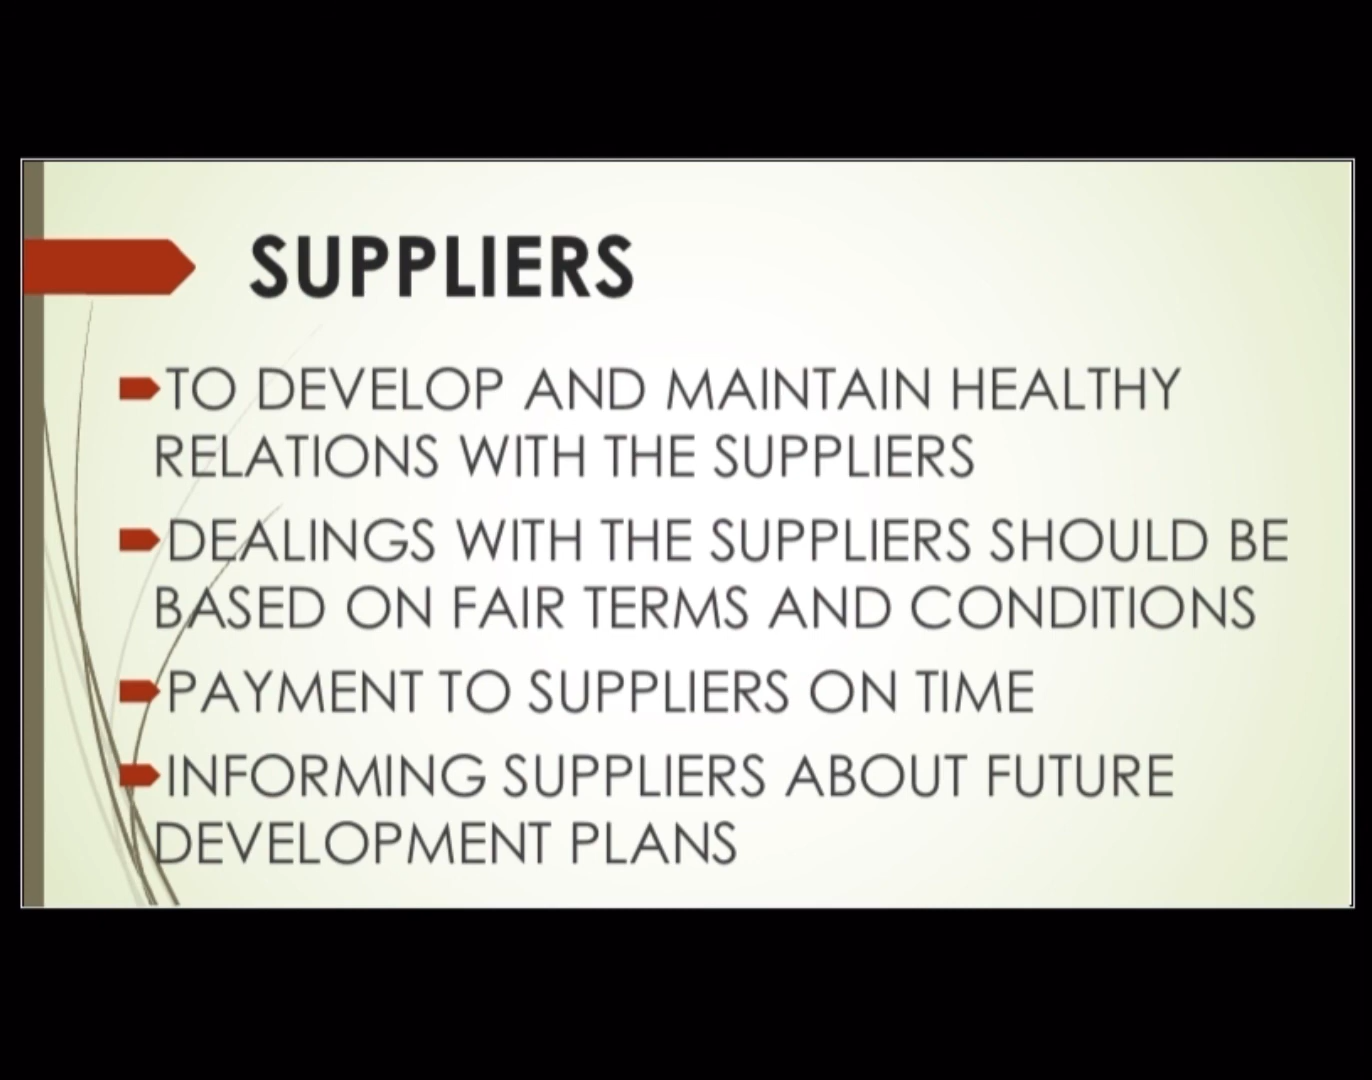 SUPPLIERS
TO DEVELOP AND MAINTAIN HEALTHY
RELATIONS WITH THE SUPPLIERS
DEALINGS WITH THE SUPPLIERS SHOULD BE
BASED ON FAIR TERMS AND CONDITIONS
PAYMENT TO SUPPLIERS ON TIME
INFORMING SUPPLIERS ABOUT FUTURE
DEVELOPMENT PLANS